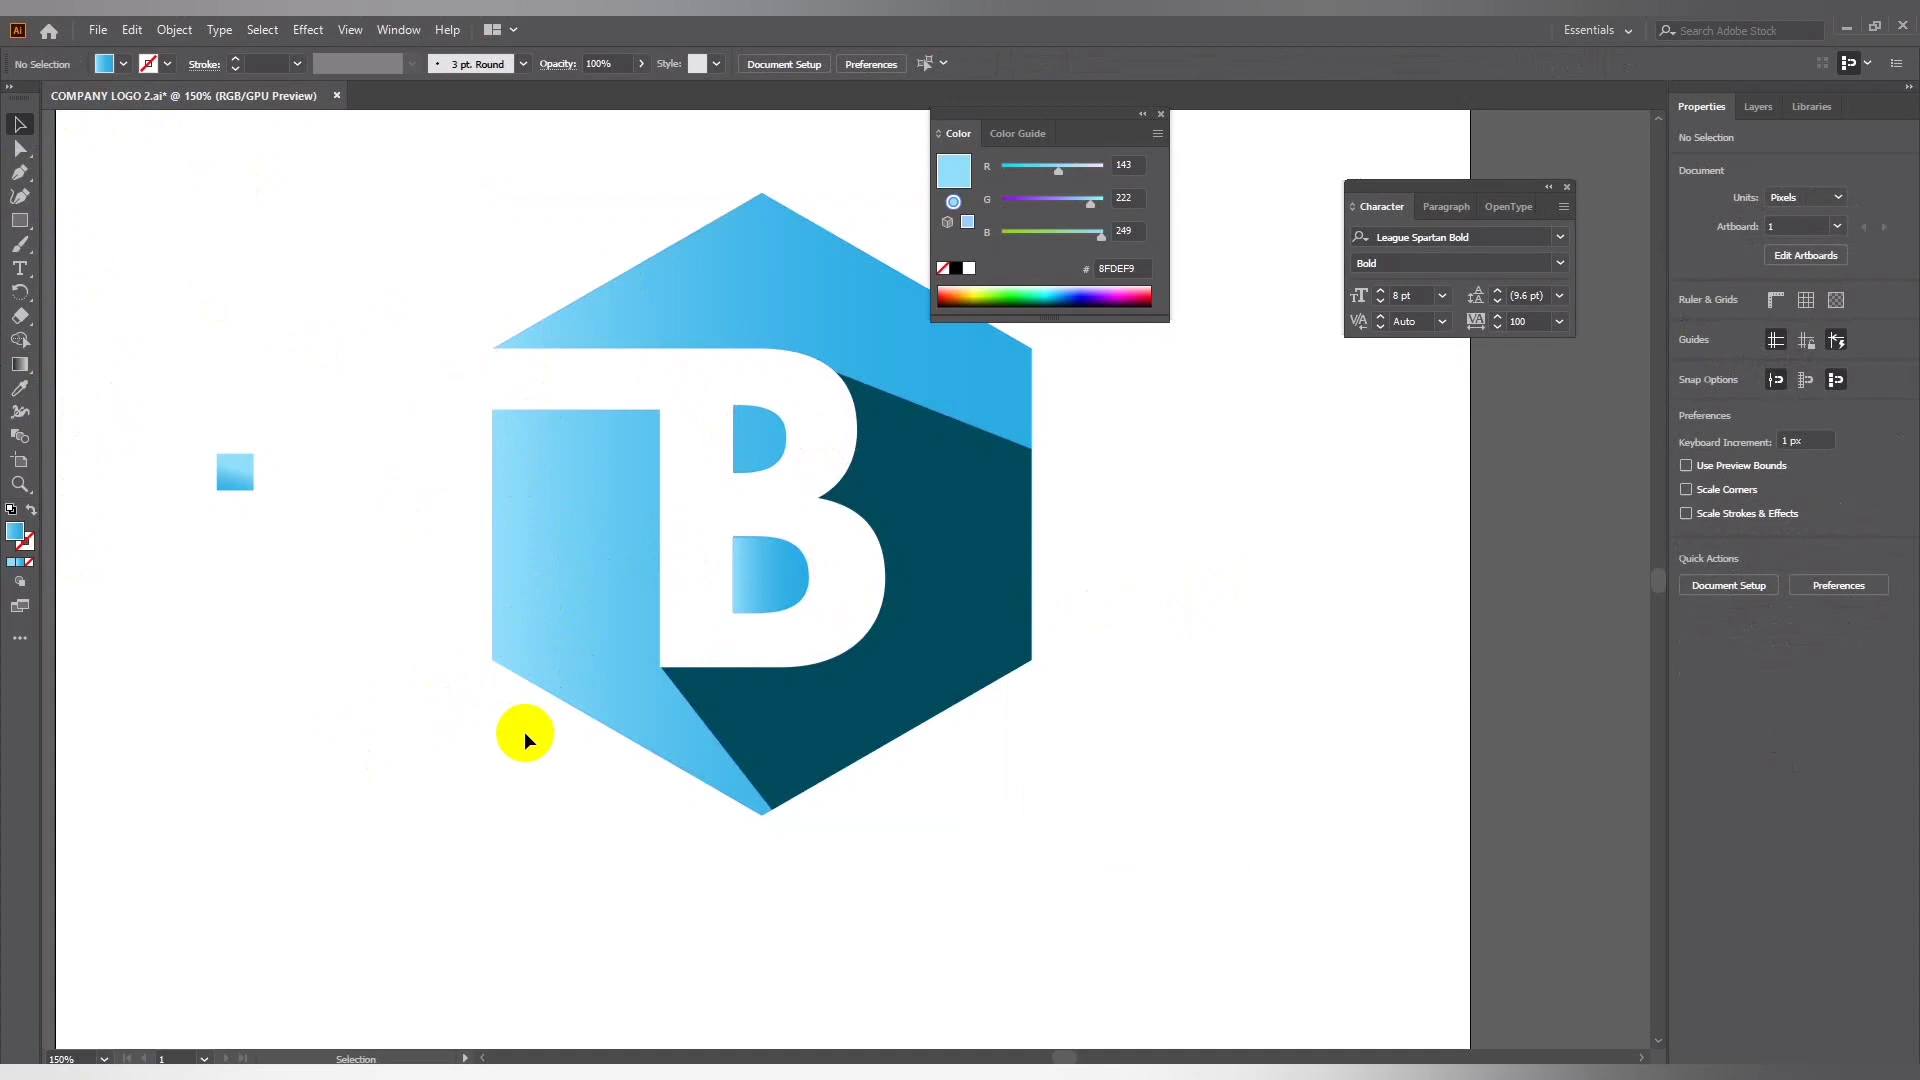 Ai File Edit Object Type Select Effect View Window Help Essentials Search Adobe Stock
No Selection Stroke: 3 pt. Round Opacity: 100% Style: Document Setup Preferences
COMPANY LOGO 2.ai* @ 150% (RGB/GPU Preview)
Properties Layers Libraries
No Selection
Document
Units: Pixels
Artboard: 1
Edit Artboards
Ruler & Grids
Guides
Snap Options
Preferences
Keyboard Increment: 1 px
Use Preview Bounds
Scale Corners
Scale Strokes & Effects
Quick Actions
Document Setup Preferences
Color Color Guide
R 143
G 222
B 249
# 8FDEF9
Character Paragraph OpenType
League Spartan Bold
Bold
8 pt (9.6 pt)
Auto 100
B
150% 1 Selection